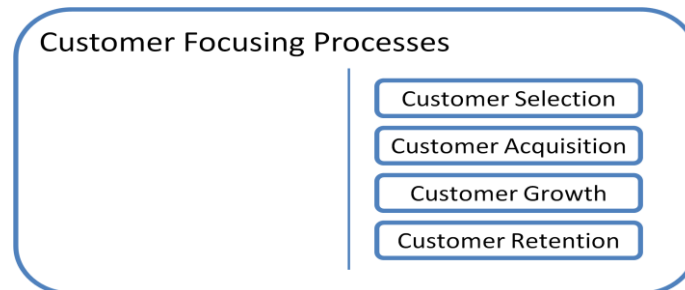 Customer Focusing Processes
Customer Selection
Customer Acquisition
Customer Growth
Customer Retention